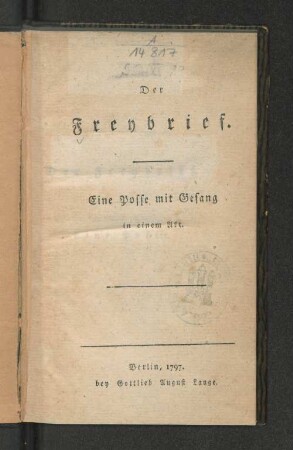 A
14 817
Der
Freybrief.
Eine Posse mit Gesang
in einem Akt.
Berlin, 1797.
bey Gottlieb August Lange.